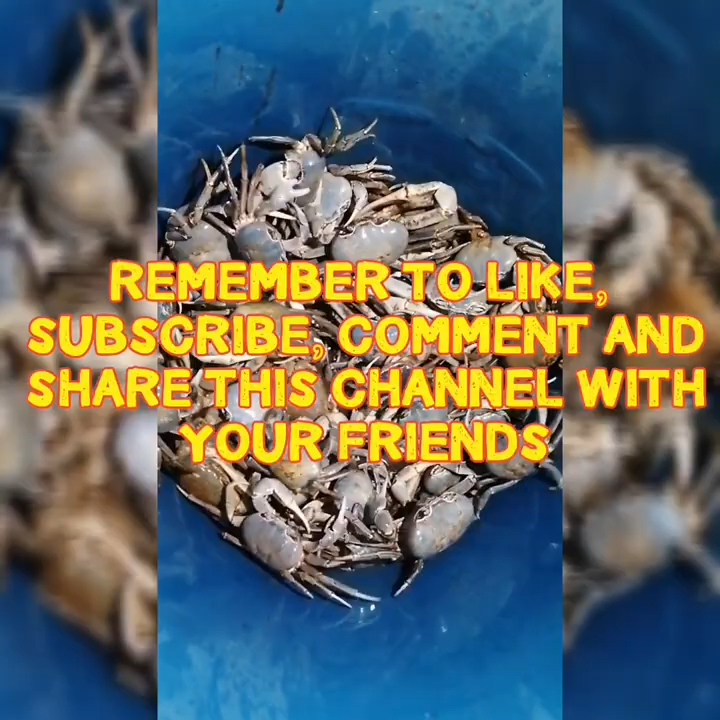 REMEMBER TO LIKE,
SUBSCRIBE, COMMENT AND
SHARE THIS CHANNEL WITH
YOUR FRIENDS